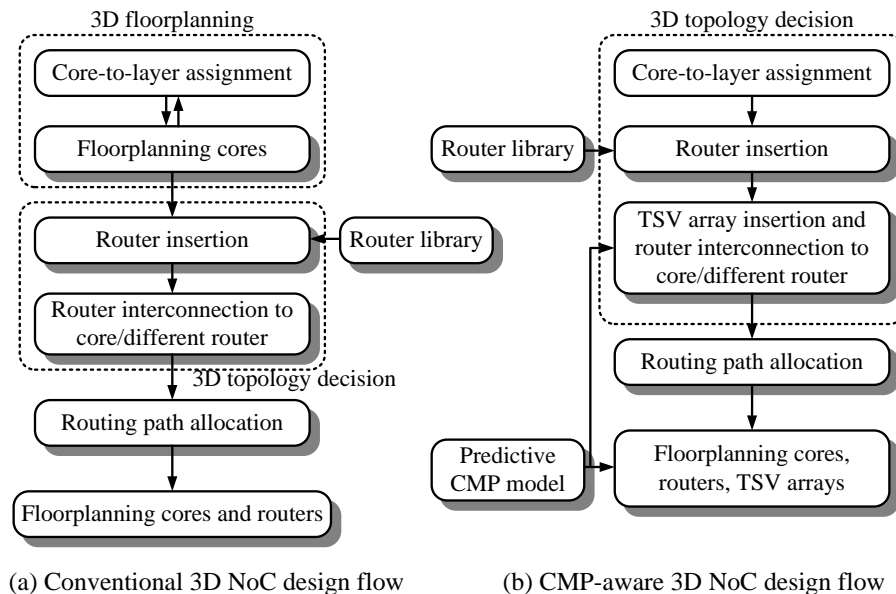 3D floorplanning
Core-to-layer assignment
Floorplanning cores
Router insertion
Router library
Router interconnection to
core/different router
3D topology decision
Routing path allocation
Floorplanning cores and routers
(a) Conventional 3D NoC design flow
3D topology decision
Core-to-layer assignment
Router library
Router insertion
TSV array insertion and
router interconnection to
core/different router
Routing path allocation
Predictive
CMP model
Floorplanning cores,
routers, TSV arrays
(b) CMP-aware 3D NoC design flow